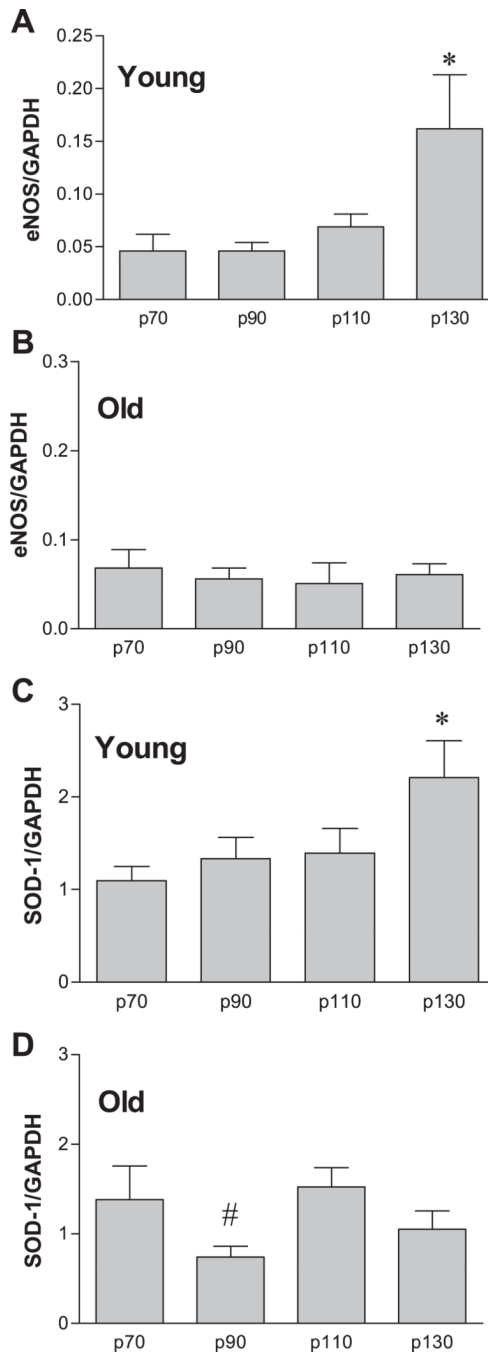 A
0.25
Young
*
0.20
0.15
eNOS/GAPDH
0.10
0.05
0.00
p70 p90 p110 p130
B
0.3
Old
0.2
eNOS/GAPDH
0.1
0.0
p70 p90 p110 p130
C
3
*
Young
2
SOD-1/GAPDH
1
0
p70 p90 p110 p130
D
3
Old
2
SOD-1/GAPDH
#
1
0
p70 p90 p110 p130